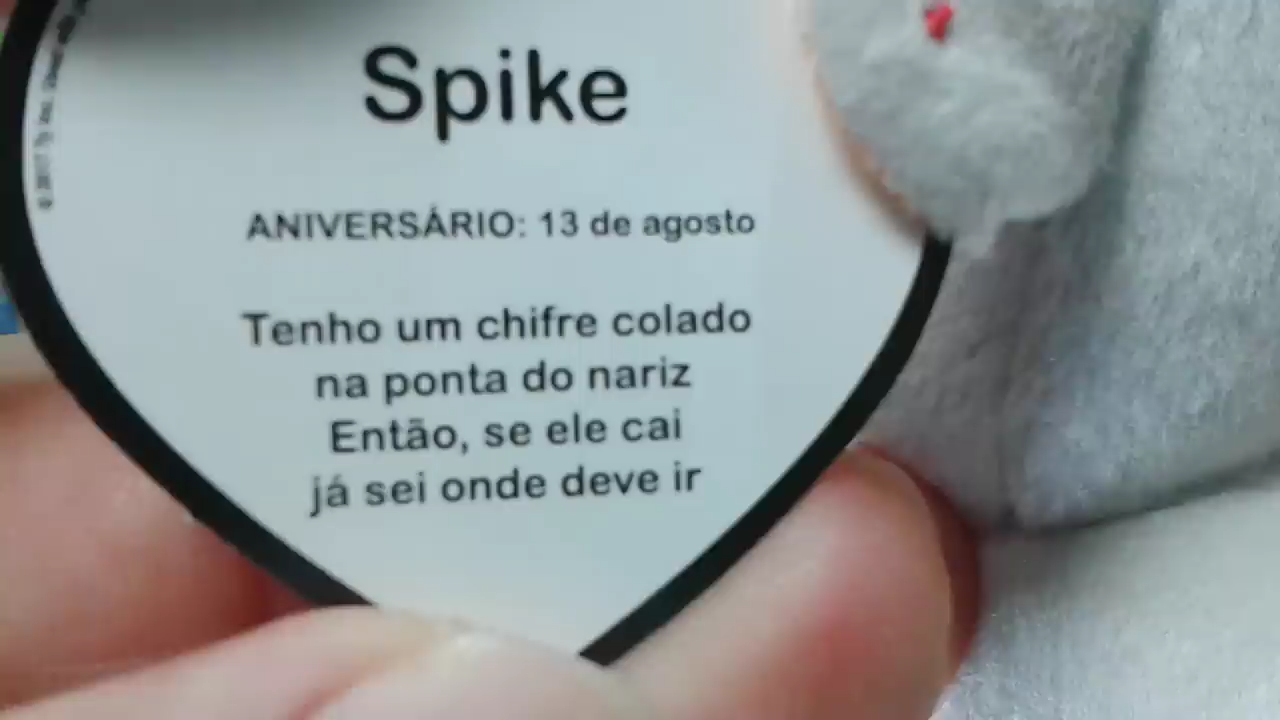 Spike
ANIVERSÁRIO: 13 de agosto
Tenho um chifre colado
na ponta do nariz
Então, se ele cai
já sei onde deve ir